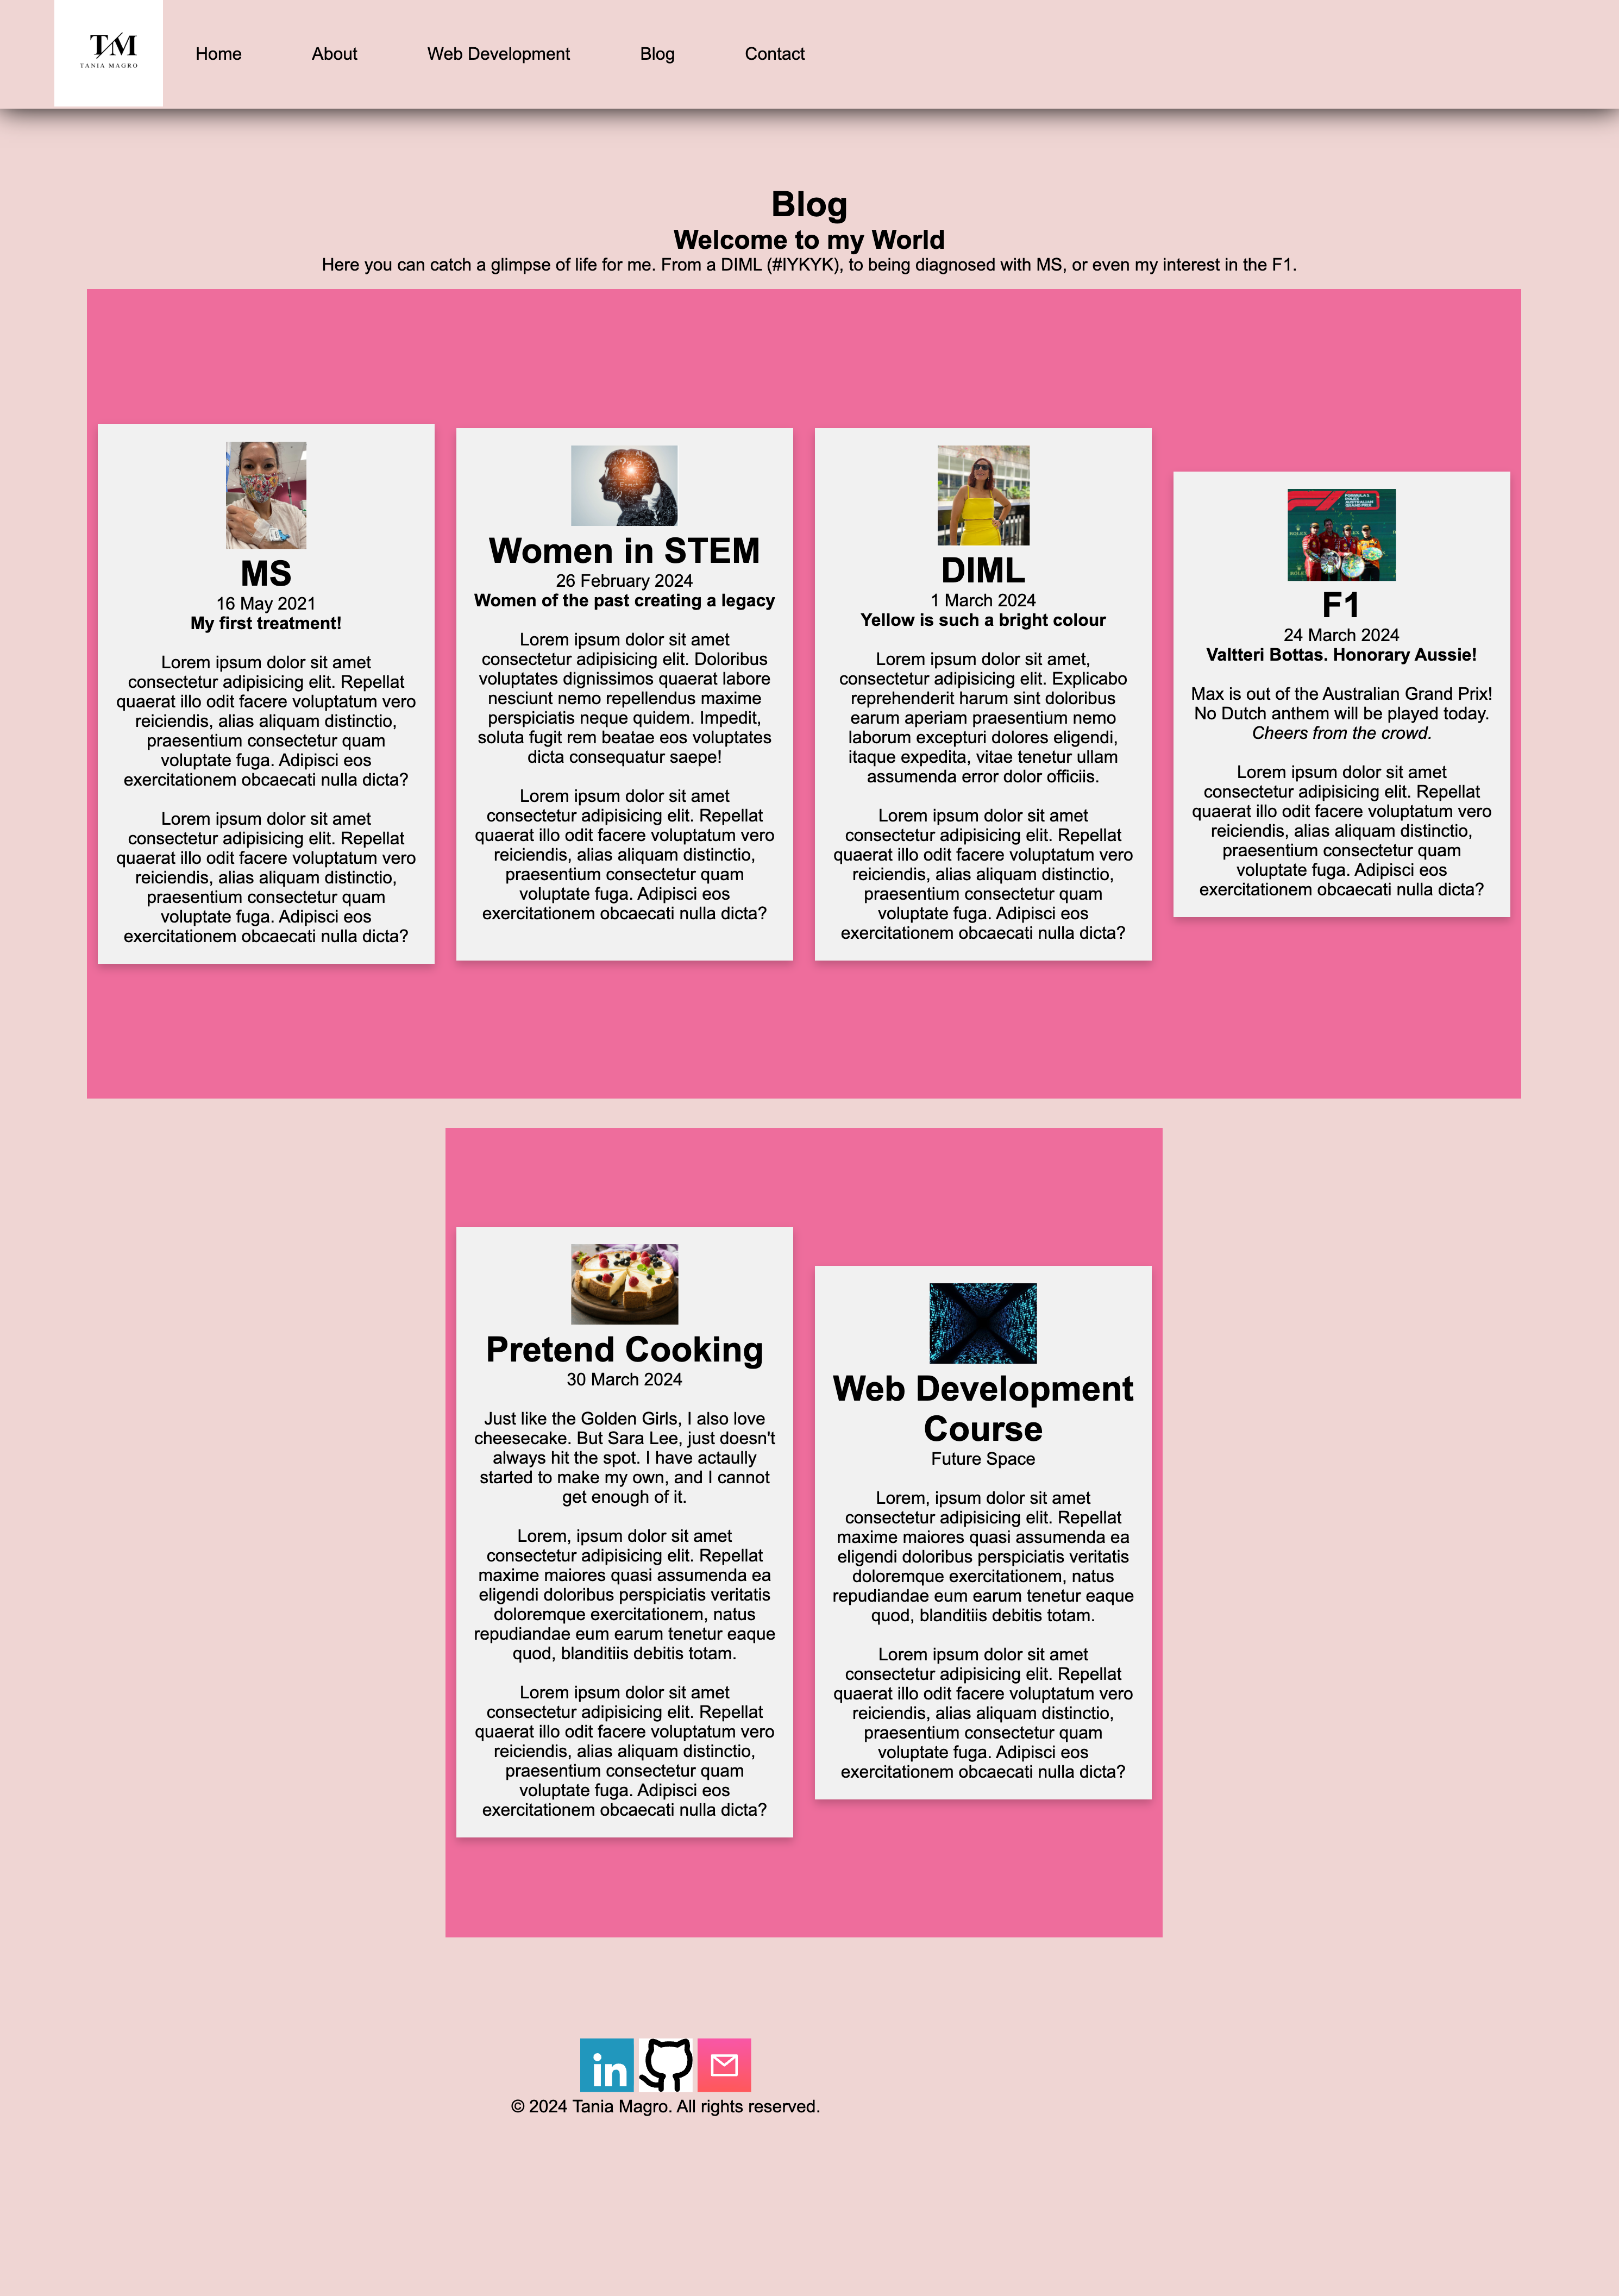 TM
TANIA MAGRO
Home
About
Web Development
Blog
Contact
Blog
Welcome to my World
Here you can catch a glimpse of life for me. From a DIML (#IYKYK), to being diagnosed with MS, or even my interest in the F1.
MS
16 May 2021
My first treatment!
Lorem ipsum dolor sit amet
consectetur adipisicing elit. Repellat
quaerat illo odit facere voluptatum vero
reiciendis, alias aliquam distinctio,
praesentium consectetur quam
voluptate fuga. Adipisci eos
exercitationem obcaecati nulla dicta?
Lorem ipsum dolor sit amet
consectetur adipisicing elit. Repellat
quaerat illo odit facere voluptatum vero
reiciendis, alias aliquam distinctio,
praesentium consectetur quam
voluptate fuga. Adipisci eos
exercitationem obcaecati nulla dicta?
Women in STEM
26 February 2024
Women of the past creating a legacy
Lorem ipsum dolor sit amet
consectetur adipisicing elit. Doloribus
voluptates dignissimos quaerat labore
nesciunt nemo repellendus maxime
perspiciatis neque quidem. Impedit,
soluta fugit rem beatae eos voluptates
dicta consequatur saepe!
Lorem ipsum dolor sit amet
consectetur adipisicing elit. Repellat
quaerat illo odit facere voluptatum vero
reiciendis, alias aliquam distinctio,
praesentium consectetur quam
voluptate fuga. Adipisci eos
exercitationem obcaecati nulla dicta?
DIML
1 March 2024
Yellow is such a bright colour
Lorem ipsum dolor sit amet,
consectetur adipisicing elit. Explicabo
reprehenderit harum sint doloribus
earum aperiam praesentium nemo
laborum excepturi dolores eligendi,
itaque expedita, vitae tenetur ullam
assumenda error dolor officiis.
Lorem ipsum dolor sit amet
consectetur adipisicing elit. Repellat
quaerat illo odit facere voluptatum vero
reiciendis, alias aliquam distinctio,
praesentium consectetur quam
voluptate fuga. Adipisci eos
exercitationem obcaecati nulla dicta?
FORMULA 1
ROLEX
AUSTRALIAN
GRAND PRIX
ROLEX
F1
24 March 2024
Valtteri Bottas. Honorary Aussie!
Max is out of the Australian Grand Prix!
No Dutch anthem will be played today.
Cheers from the crowd.
Lorem ipsum dolor sit amet
consectetur adipisicing elit. Repellat
quaerat illo odit facere voluptatum vero
reiciendis, alias aliquam distinctio,
praesentium consectetur quam
voluptate fuga. Adipisci eos
exercitationem obcaecati nulla dicta?
Pretend Cooking
30 March 2024
Just like the Golden Girls, I also love
cheesecake. But Sara Lee, just doesn't
always hit the spot. I have actaully
started to make my own, and I cannot
get enough of it.
Lorem, ipsum dolor sit amet
consectetur adipisicing elit. Repellat
maxime maiores quasi assumenda ea
eligendi doloribus perspiciatis veritatis
doloremque exercitationem, natus
repudiandae eum earum tenetur eaque
quod, blanditiis debitis totam.
Lorem ipsum dolor sit amet
consectetur adipisicing elit. Repellat
quaerat illo odit facere voluptatum vero
reiciendis, alias aliquam distinctio,
praesentium consectetur quam
voluptate fuga. Adipisci eos
exercitationem obcaecati nulla dicta?
Web Development
Course
Future Space
Lorem, ipsum dolor sit amet
consectetur adipisicing elit. Repellat
maxime maiores quasi assumenda ea
eligendi doloribus perspiciatis veritatis
doloremque exercitationem, natus
repudiandae eum earum tenetur eaque
quod, blanditiis debitis totam.
Lorem ipsum dolor sit amet
consectetur adipisicing elit. Repellat
quaerat illo odit facere voluptatum vero
reiciendis, alias aliquam distinctio,
praesentium consectetur quam
voluptate fuga. Adipisci eos
exercitationem obcaecati nulla dicta?
in
© 2024 Tania Magro. All rights reserved.